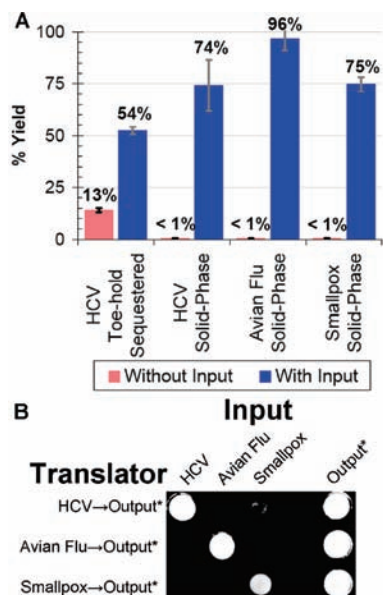 A
% Yield
100
75
50
25
0
13%
54%
< 1%
74%
< 1%
96%
< 1%
75%
HCV
Toe-hold
Sequestered
HCV
Solid-Phase
Avian Flu
Solid-Phase
Smallpox
Solid-Phase
Without Input
With Input
B
Input
Translator
HCV
Avian Flu
Smallpox
Output*
HCV→Output*
Avian Flu→Output*
Smallpox→Output*